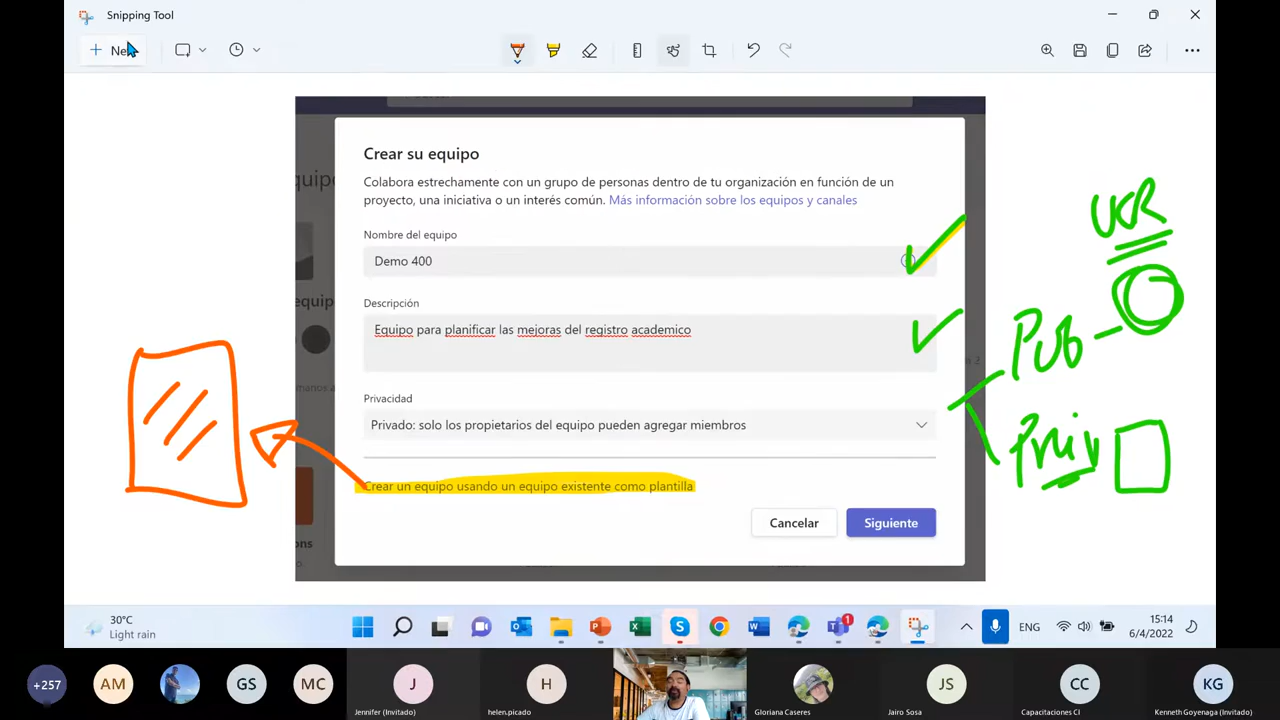 Snipping Tool
New
Crear su equipo
Colabora estrechamente con un grupo de personas dentro de tu organización en función de un
proyecto, una iniciativa o un interés común. Más información sobre los equipos y canales
Nombre del equipo
Demo 400
Descripción
Equipo para planificar las mejoras del registro academico
Privacidad
Privado: solo los propietarios del equipo pueden agregar miembros
Crear un equipo usando un equipo existente como plantilla
Cancelar
Siguiente
UCR
Pub
Priv
30°C
Light rain
1
ENG
15:14
6/4/2022
+257
AM
GS
MC
J
H
JS
CC
KG
Jennifer (Invitado)
helen.picado
Gloriana Caseres
Jairo Sosa
Capacitaciones CI
Kenneth Goyenaga (Invitado)